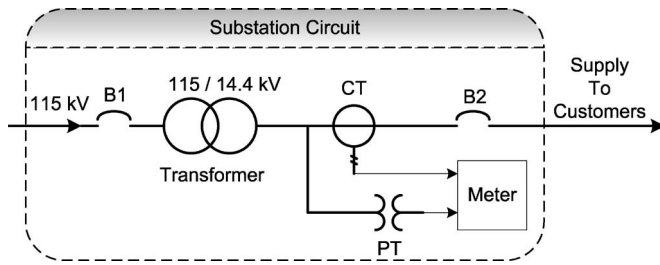 Substation Circuit
115 kV
B1
115 / 14.4 kV
Transformer
CT
B2
Supply
To
Customers
Meter
PT